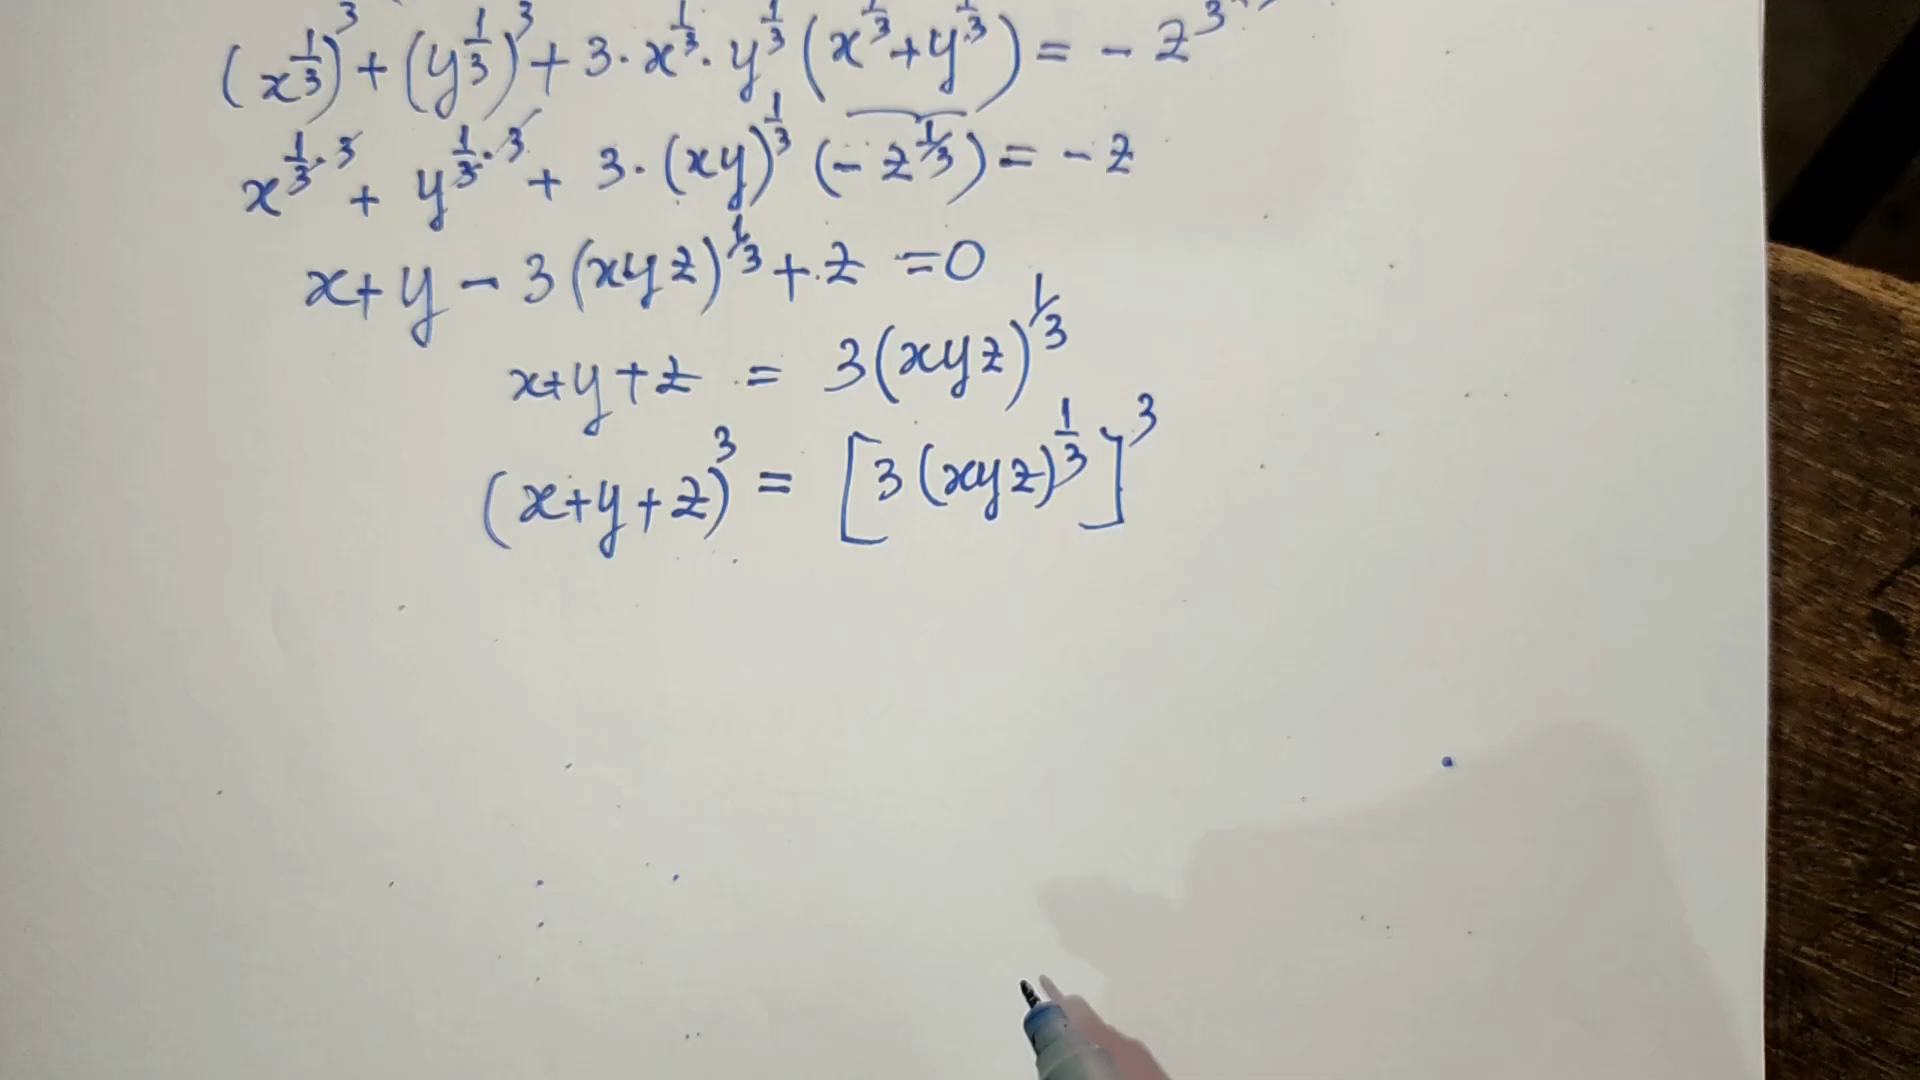 (x^{1/3})^3 + (y^{1/3})^3 + 3·x^{1/3}·y^{1/3}(x^{1/3}+y^{1/3}) = -z^{3·
x^{1/3·3} + y^{1/3·3} + 3·(xy)^{1/3}(-z^{1/3}) = -z
x+y-3(xyz)^{1/3}+z =0
x+y+z = 3(xyz)^{1/3}
(x+y+z)^3 = [3(xyz)^{1/3}]^3